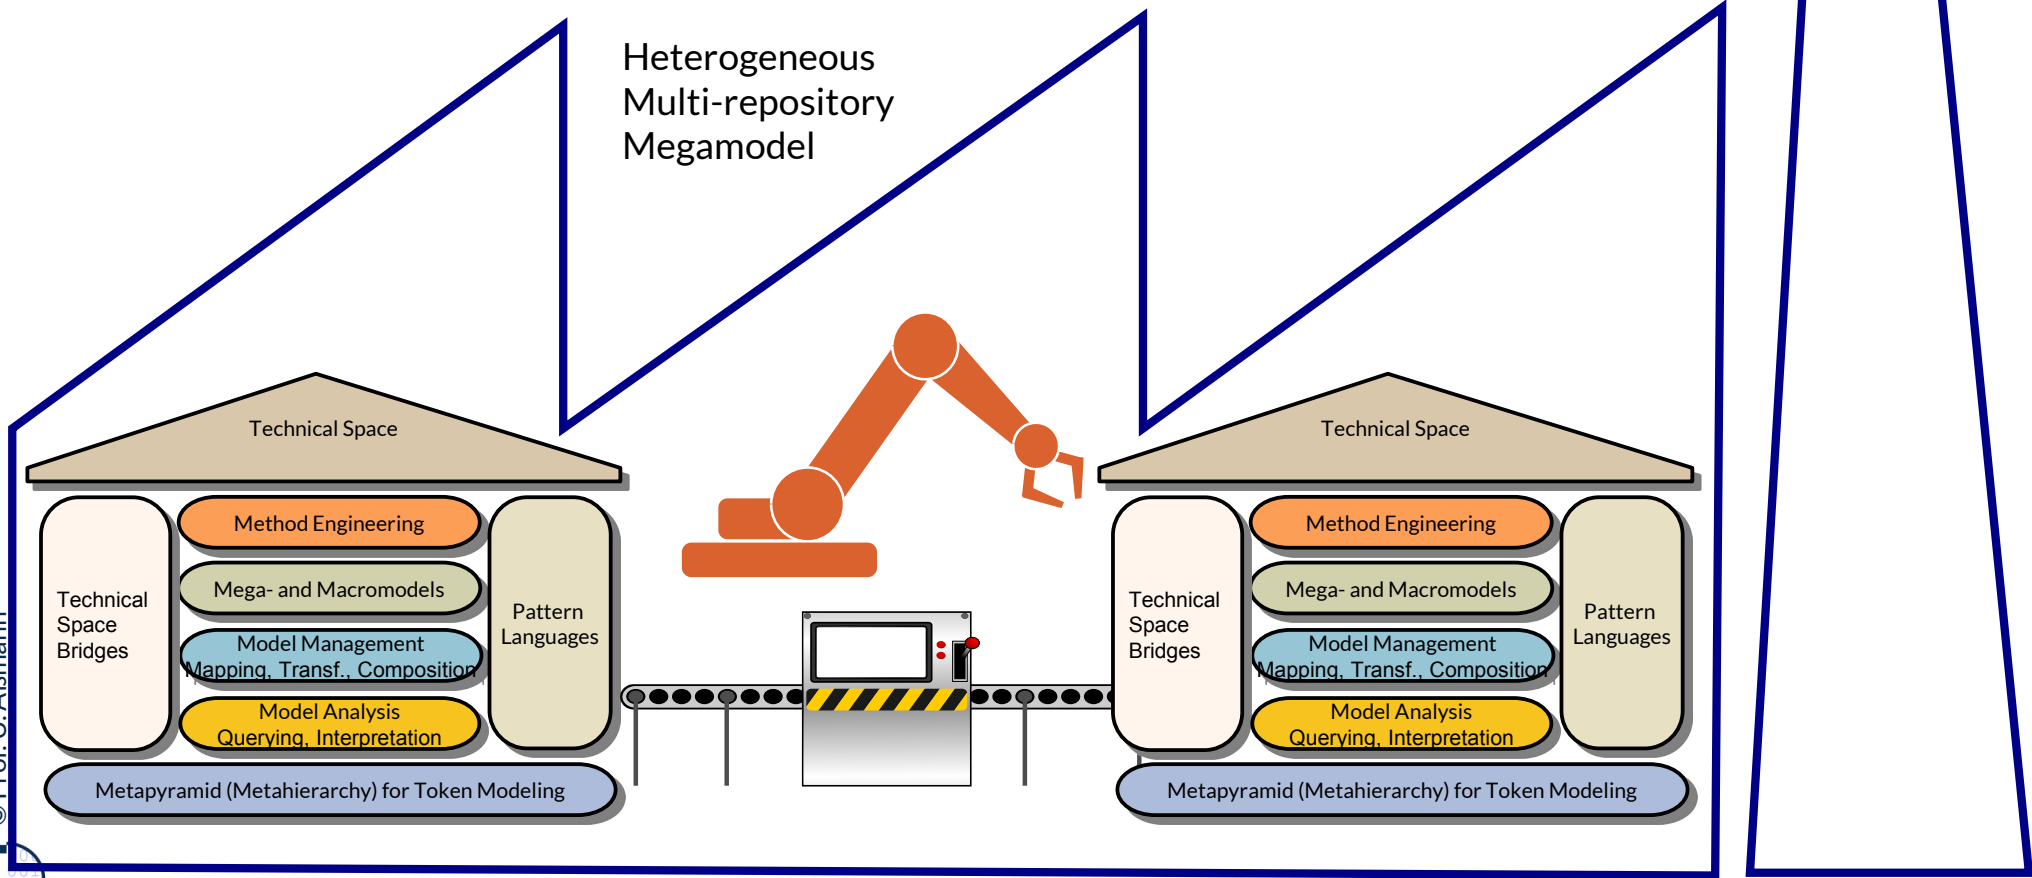 Heterogeneous
Multi-repository
Megamodel
Technical Space
Method Engineering
Mega- and Macromodels
Model Management
Mapping, Transf., Composition
Model Analysis
Querying, Interpretation
Technical
Space
Bridges
Pattern
Languages
Metapyramid (Metahierarchy) for Token Modeling
Technical Space
Method Engineering
Mega- and Macromodels
Model Management
Mapping, Transf., Composition
Model Analysis
Querying, Interpretation
Technical
Space
Bridges
Pattern
Languages
Metapyramid (Metahierarchy) for Token Modeling
© Prof. U. Aßmann